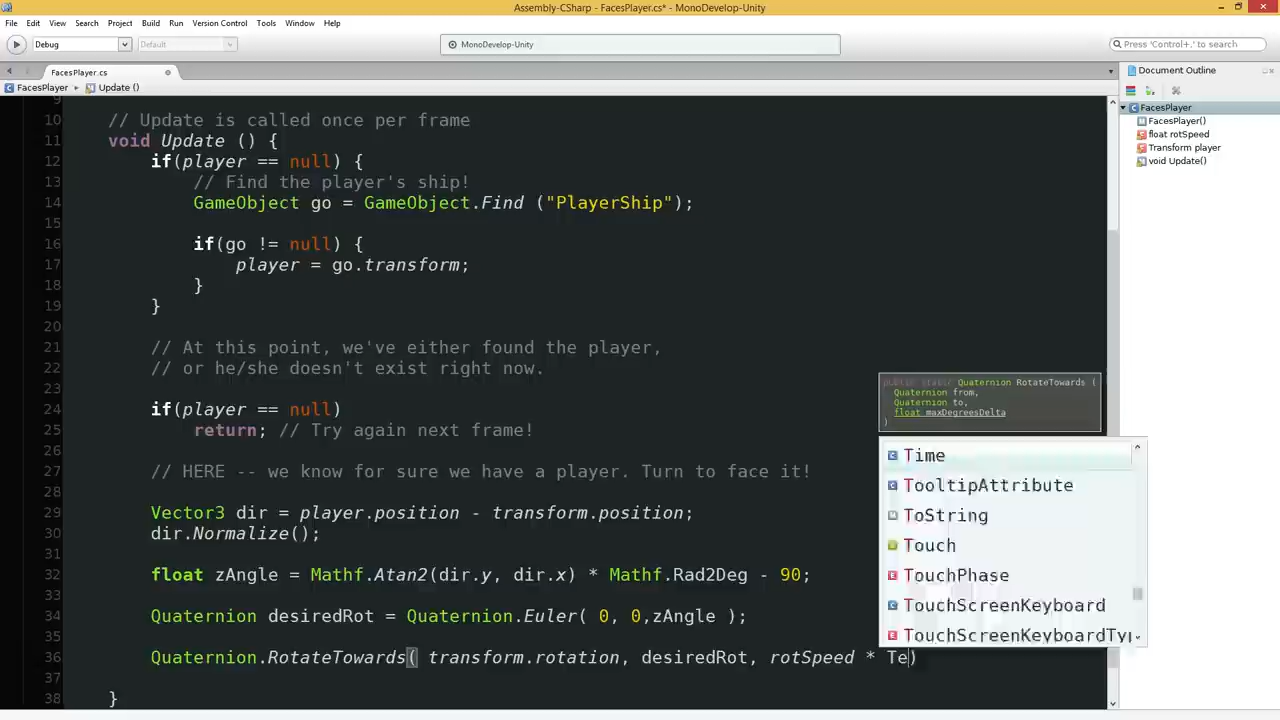 Assembly-CSharp - FacesPlayer.cs* - MonoDevelop-Unity
File Edit View Search Project Build Run Version Control Tools Window Help
Debug Default MonoDevelop-Unity Press 'Control+,' to search
FacesPlayer.cs Document Outline
FacesPlayer ▸ Update ()
FacesPlayer
FacesPlayer()
float rotSpeed
Transform player
void Update()
9
10 // Update is called once per frame
11 void Update () {
12 if(player == null) {
13 // Find the player's ship!
14 GameObject go = GameObject.Find ("PlayerShip");
15
16 if(go != null) {
17 player = go.transform;
18 }
19 }
20
21 // At this point, we've either found the player,
22 // or he/she doesn't exist right now.
23
24 if(player == null)
25 return; // Try again next frame!
26
27 // HERE -- we know for sure we have a player. Turn to face it!
28
29 Vector3 dir = player.position - transform.position;
30 dir.Normalize();
31
32 float zAngle = Mathf.Atan2(dir.y, dir.x) * Mathf.Rad2Deg - 90;
33
34 Quaternion desiredRot = Quaternion.Euler( 0, 0,zAngle );
35
36 Quaternion.RotateTowards( transform.rotation, desiredRot, rotSpeed * Te)
37
38 }
public static Quaternion RotateTowards (
Quaternion from,
Quaternion to,
float maxDegreesDelta
)
Time
TooltipAttribute
ToString
Touch
TouchPhase
TouchScreenKeyboard
TouchScreenKeyboardTy